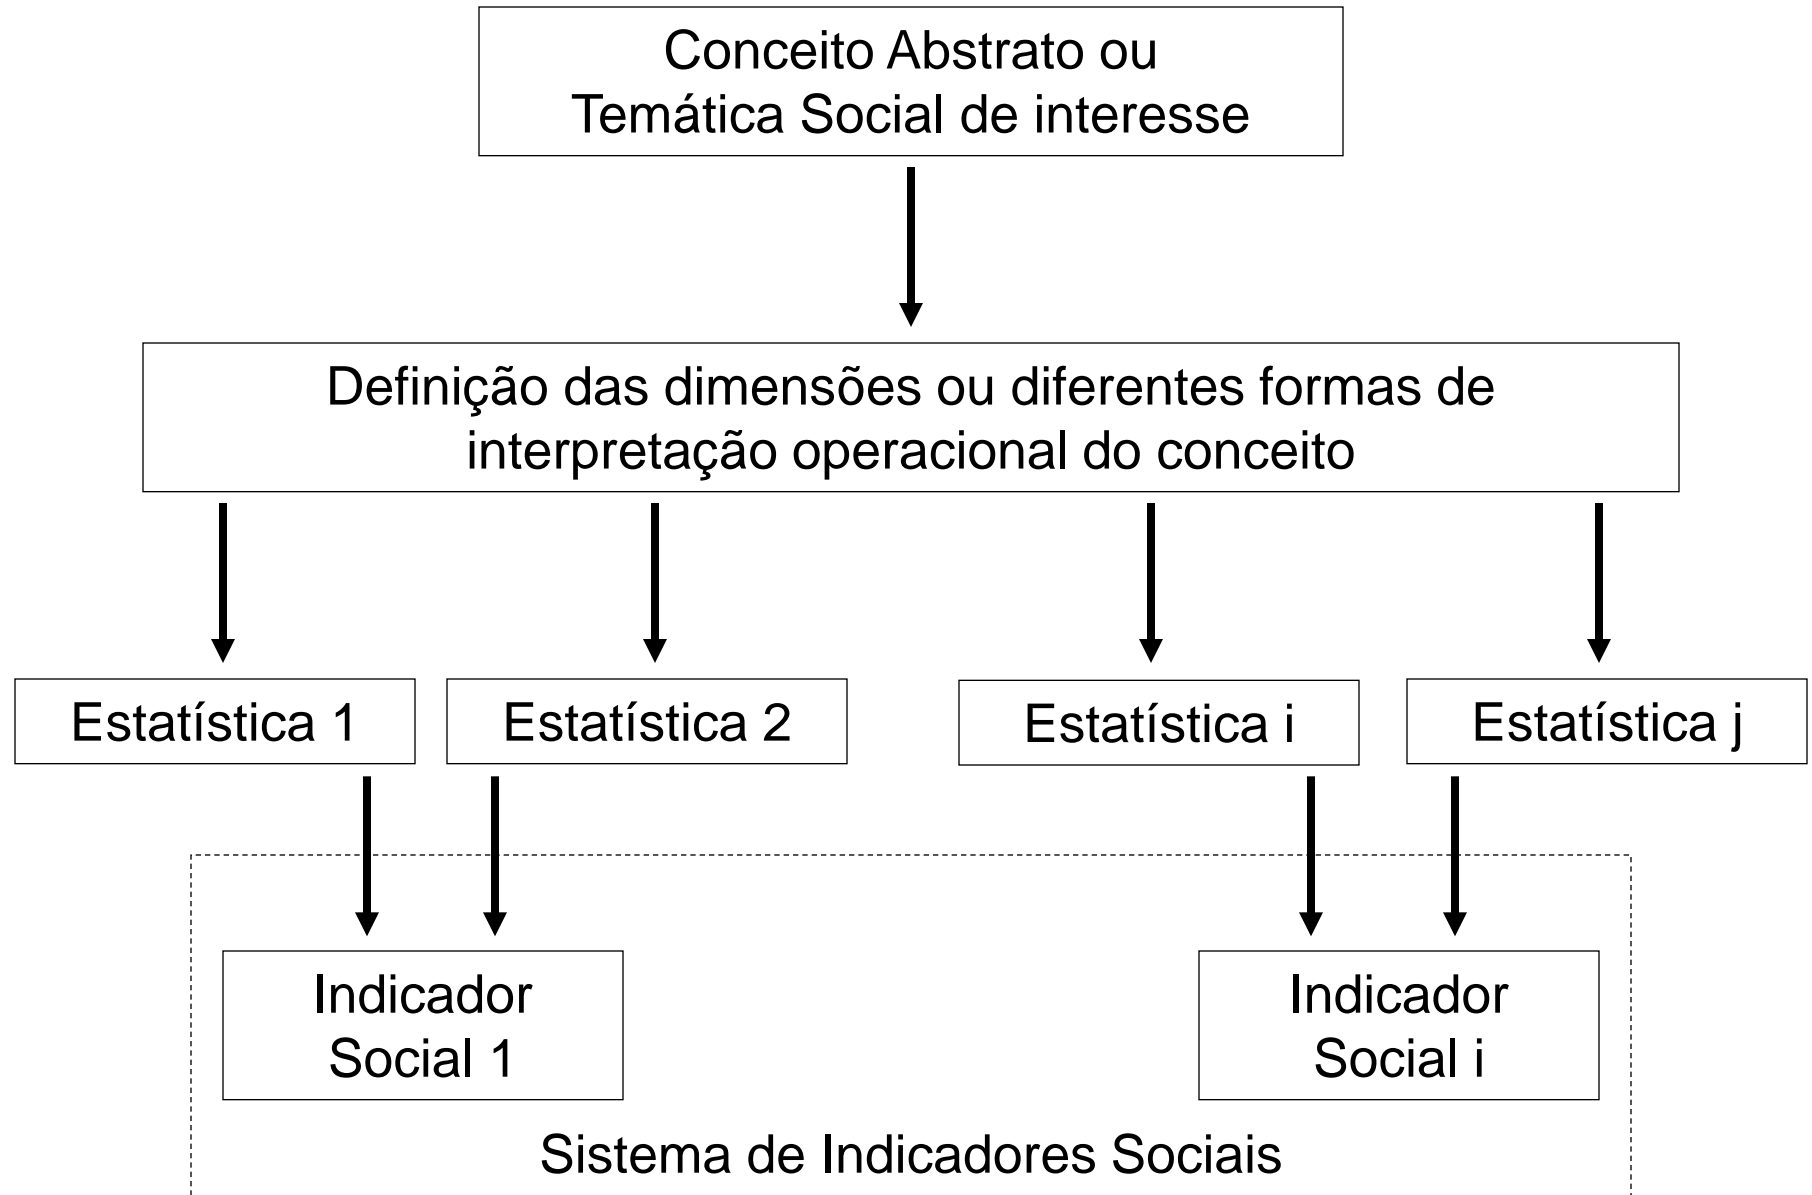 Conceito Abstrato ou
Temática Social de interesse
Definição das dimensões ou diferentes formas de
interpretação operacional do conceito
Estatística 1
Estatística 2
Estatística i
Estatística j
Indicador
Social 1
Indicador
Social i
Sistema de Indicadores Sociais